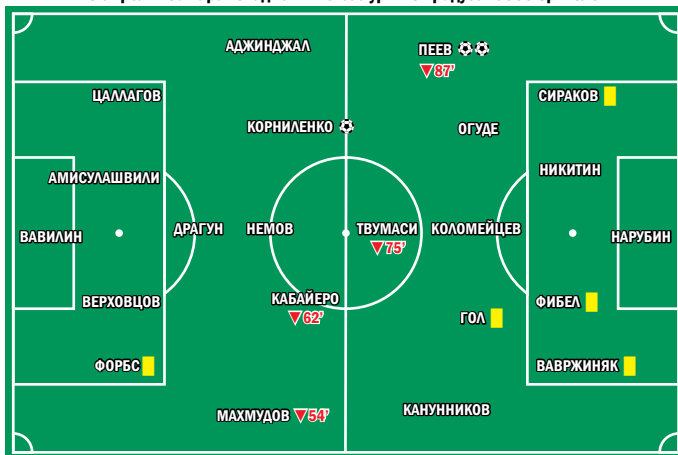 АДЖИНДЖАЛ
ПЕЕВ
▼87'
ЦАЛЛАГОВ
СИРАКОВ
КОРНИЛЕНКО
ОГУДЕ
АМИСУЛАШВИЛИ
НИКИТИН
ВАВИЛИН
ДРАГУН
НЕМОВ
ТВУМАСИ
▼75'
КОЛОМЕЙЦЕВ
НАРУБИН
ВЕРХОВЦОВ
КАБАЙЕРО
▼62'
ГОЛ
ФИБЕЛ
ФОРБС
ВАВРЖИНЯК
МАХМУДОВ ▼54'
КАНУННИКОВ